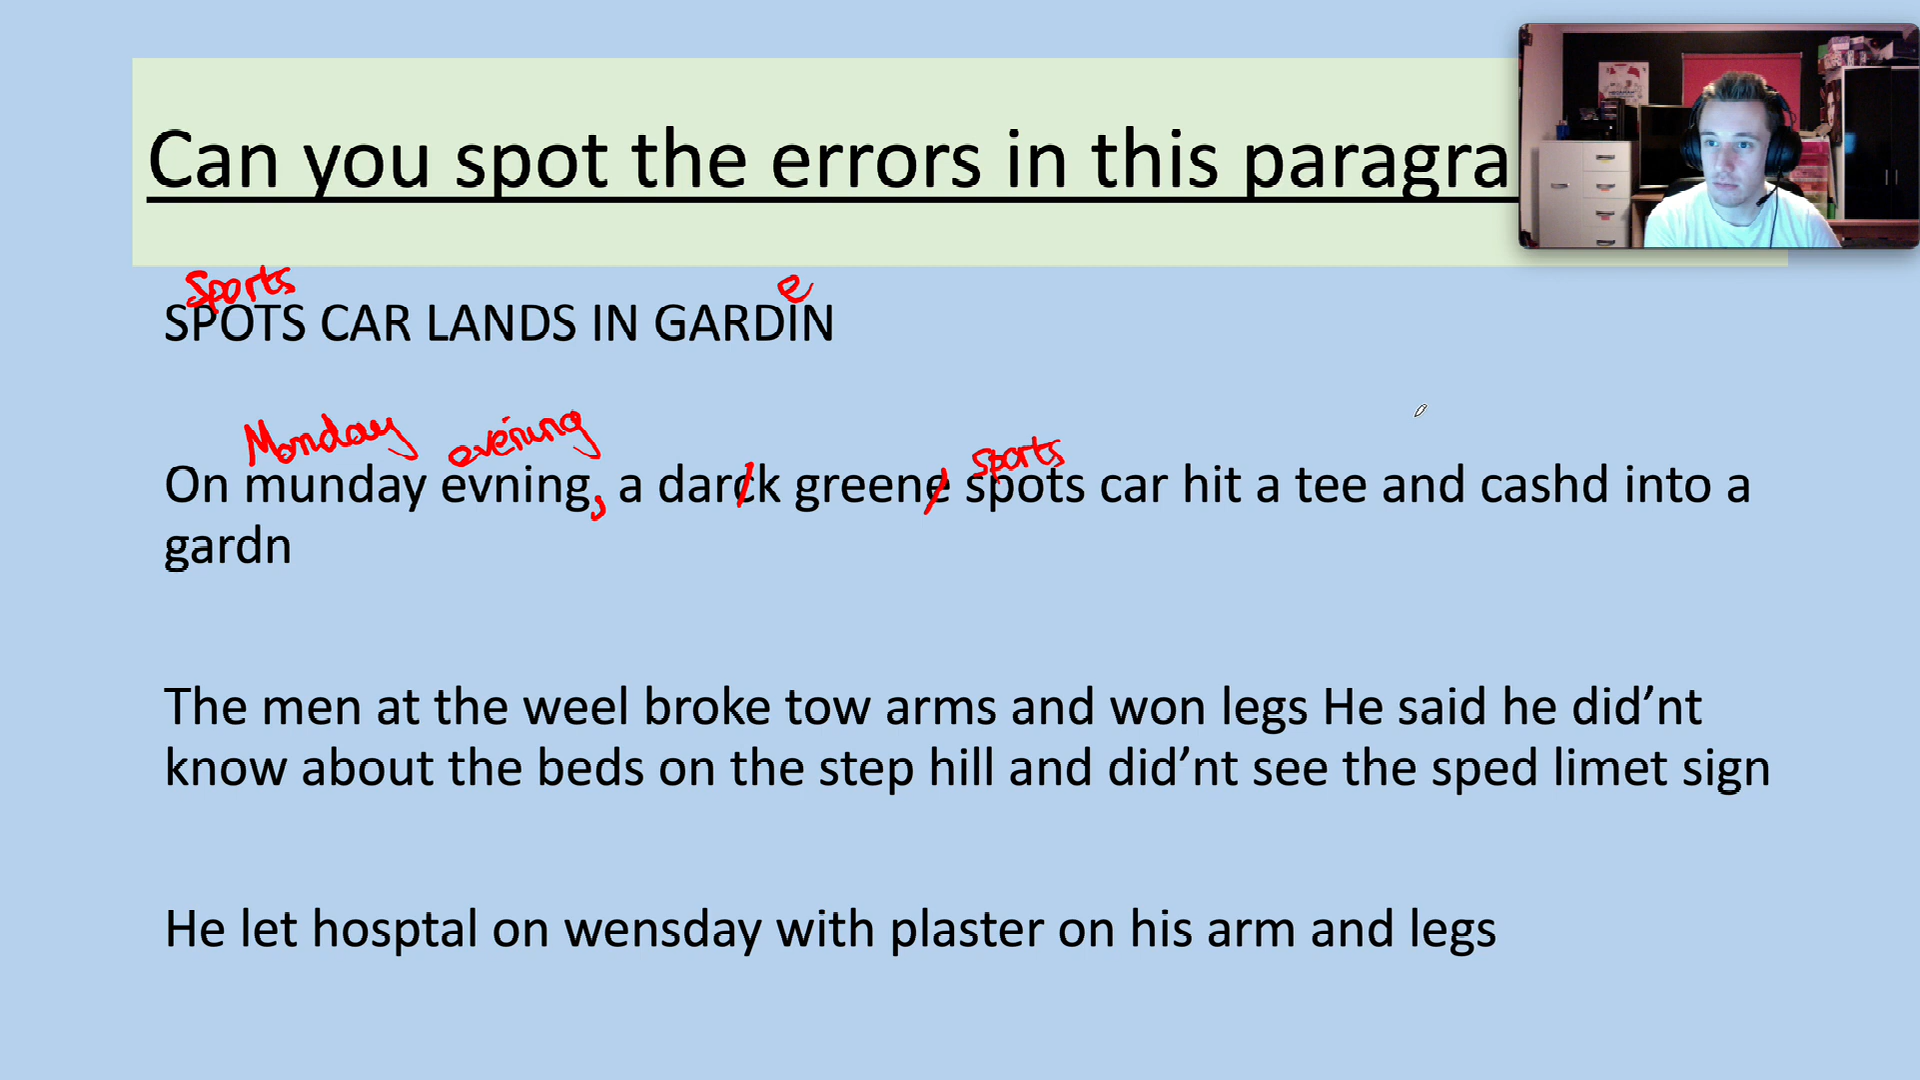 Can you spot the errors in this paragra
Sports e
SPOTS CAR LANDS IN GARDIN
Monday evening sports
On munday evning, a darck greene spots car hit a tee and cashd into a
gardn
The men at the weel broke tow arms and won legs He said he did’nt
know about the beds on the step hill and did’nt see the sped limet sign
He let hosptal on wensday with plaster on his arm and legs